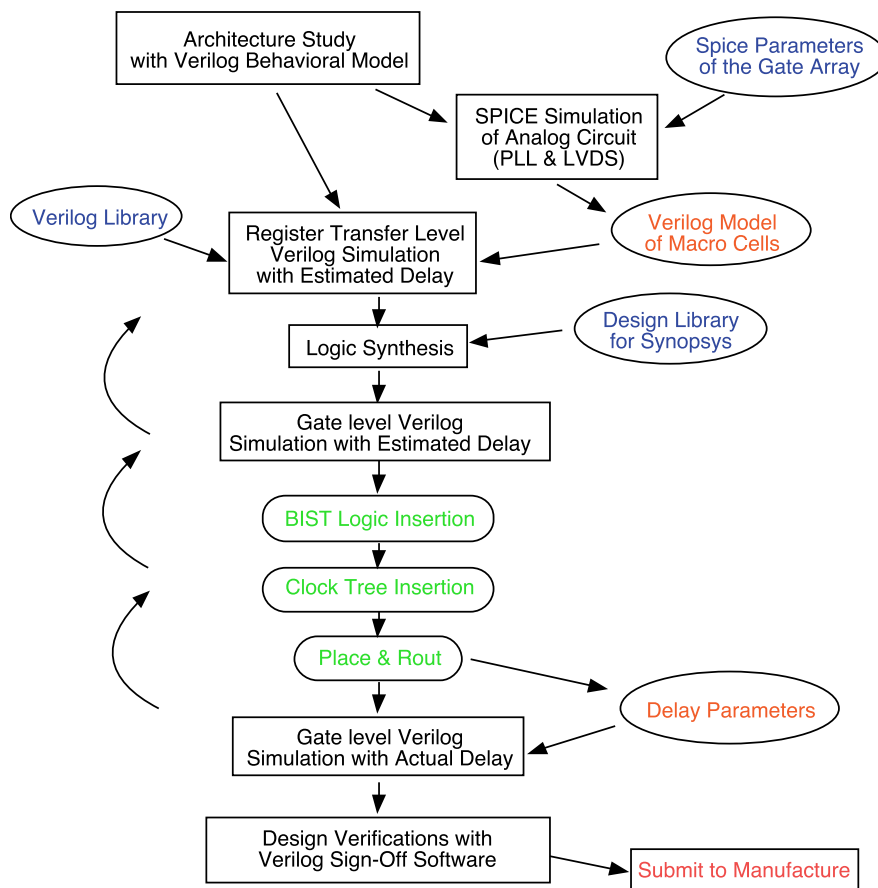 Architecture Study
with Verilog Behavioral Model
Spice Parameters
of the Gate Array
SPICE Simulation
of Analog Circuit
(PLL & LVDS)
Verilog Library
Verilog Model
of Macro Cells
Register Transfer Level
Verilog Simulation
with Estimated Delay
Design Library
for Synopsys
Logic Synthesis
Gate level Verilog
Simulation with Estimated Delay
BIST Logic Insertion
Clock Tree Insertion
Place & Rout
Delay Parameters
Gate level Verilog
Simulation with Actual Delay
Design Verifications with
Verilog Sign-Off Software
Submit to Manufacture